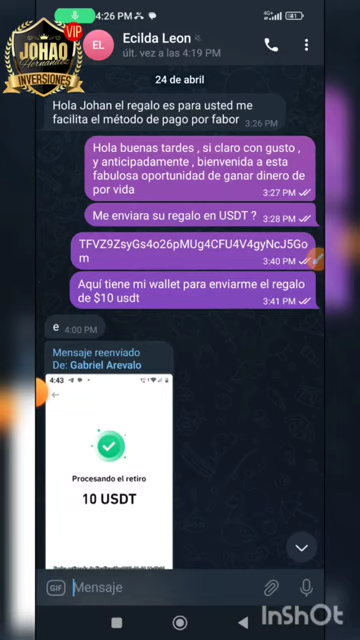 4:26 PM
VIP
JOHAO
Hernandez
INVERSIONES
EL
Ecilda Leon
últ. vez a las 4:19 PM
24 de abril
Hola Johan el regalo es para usted me
facilita el método de pago por fabor
3:26 PM
Hola buenas tardes , si claro con gusto ,
y anticipadamente , bienvenida a esta
fabulosa oportunidad de ganar dinero de
por vida
3:27 PM
Me enviara su regalo en USDT ?
3:28 PM
TFVZ9ZsyGs4o26pMUg4CFU4V4gyNcJ5Go
m
3:40 PM
Aquí tiene mi wallet para enviarme el regalo
de $10 usdt
3:41 PM
e
4:00 PM
Mensaje reenviado
De: Gabriel Arevalo
4:43
Procesando el retiro
10 USDT
GIF
Mensaje
InShOt